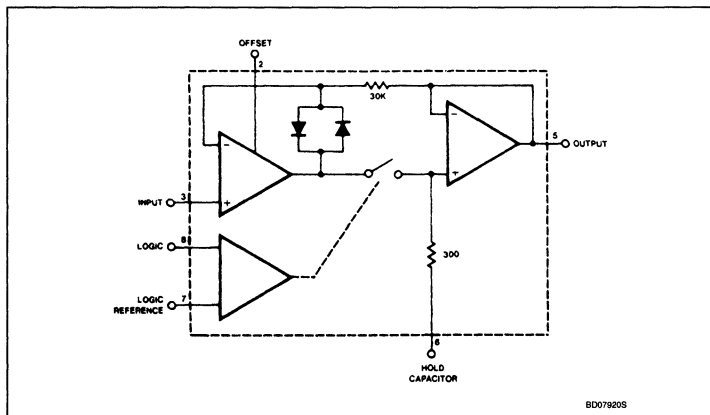 OFFSET
2
30K
−
−
5
OUTPUT
+
3
INPUT
+
8
LOGIC
300
7
LOGIC
REFERENCE
6
HOLD
CAPACITOR
BD07920S